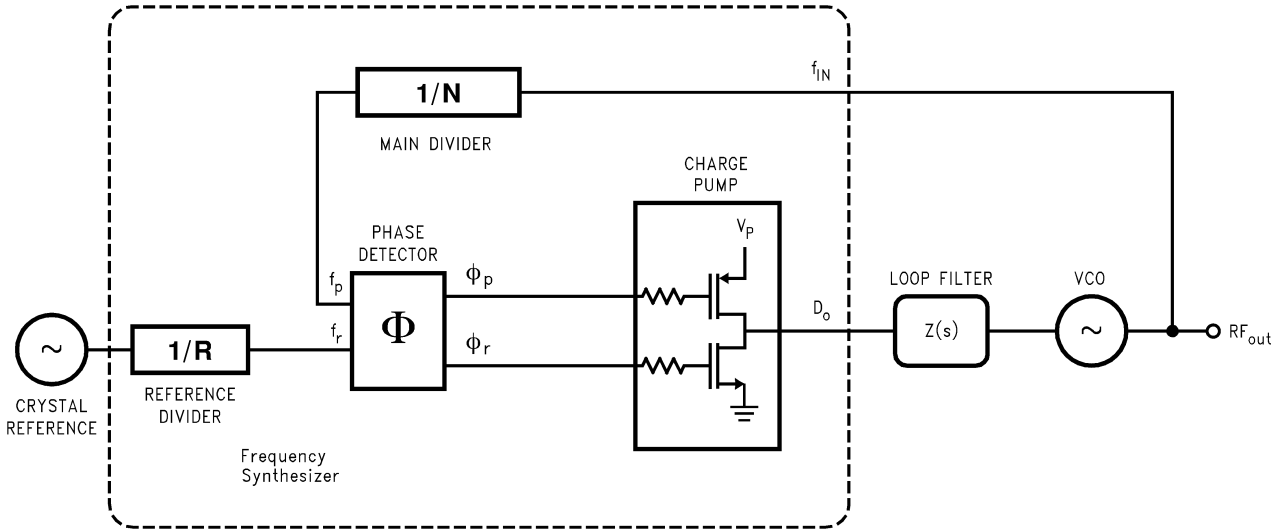 1/N
f_IN
MAIN DIVIDER
CHARGE
PUMP
V_P
PHASE
DETECTOR
f_p
ϕ_p
LOOP FILTER
VCO
D_o
Z(s)
~
RF_out
f_r
Φ
ϕ_r
~
1/R
CRYSTAL
REFERENCE
REFERENCE
DIVIDER
Frequency
Synthesizer